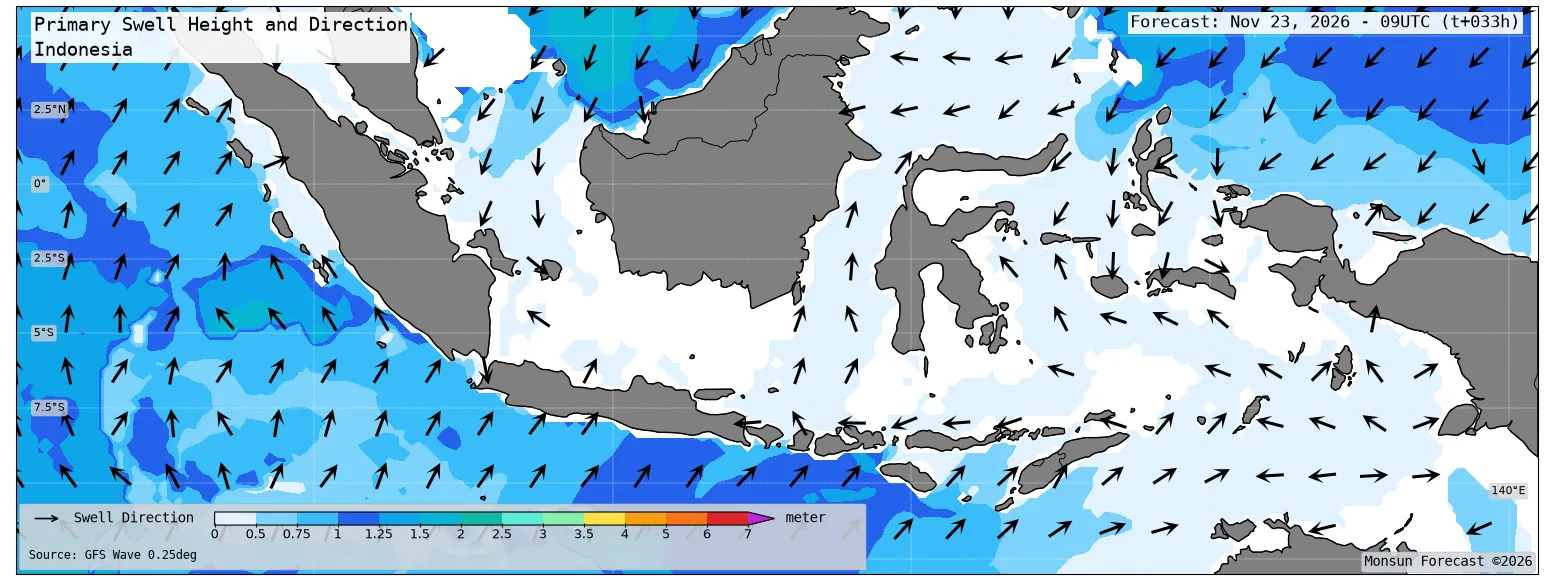 Primary Swell Height and Direction
Indonesia
Forecast: Nov 23, 2026 - 09UTC (t+033h)
2.5°N
0°
2.5°S
5°S
7.5°S
140°E
Swell Direction
0 0.5 0.75 1 1.25 1.5 2 2.5 3 3.5 4 5 6 7 meter
Source: GFS Wave 0.25deg
Monsun Forecast ©2026